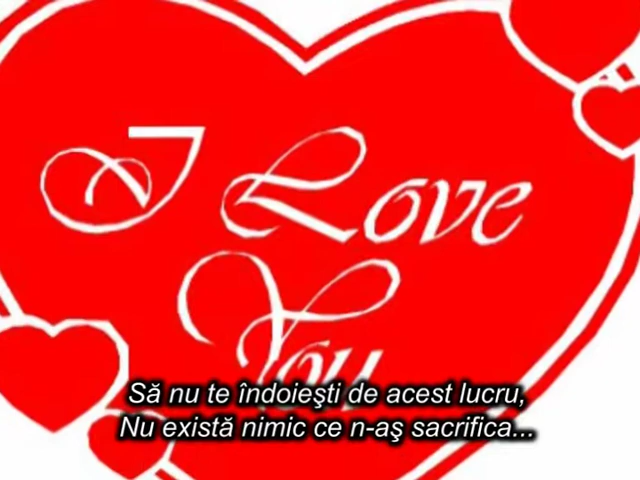 I Love
You
Să nu te îndoieşti de acest lucru,
Nu există nimic ce n-aş sacrifica...